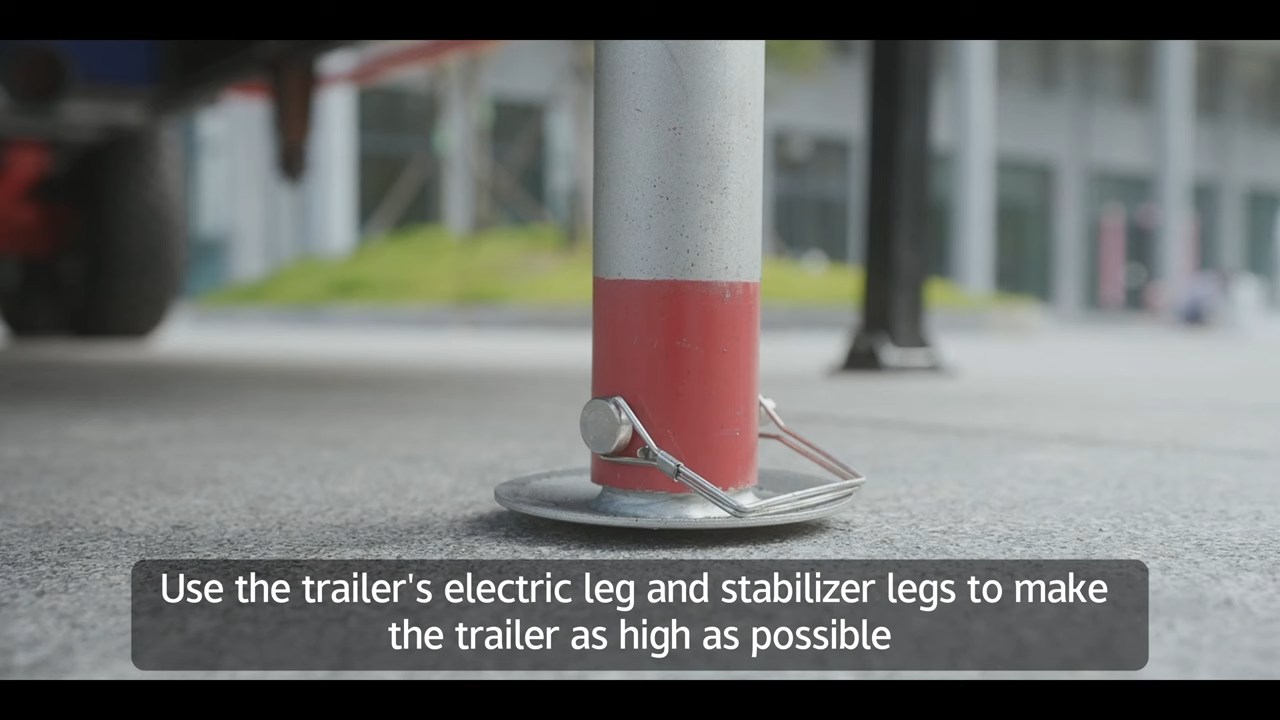 Use the trailer's electric leg and stabilizer legs to make
the trailer as high as possible